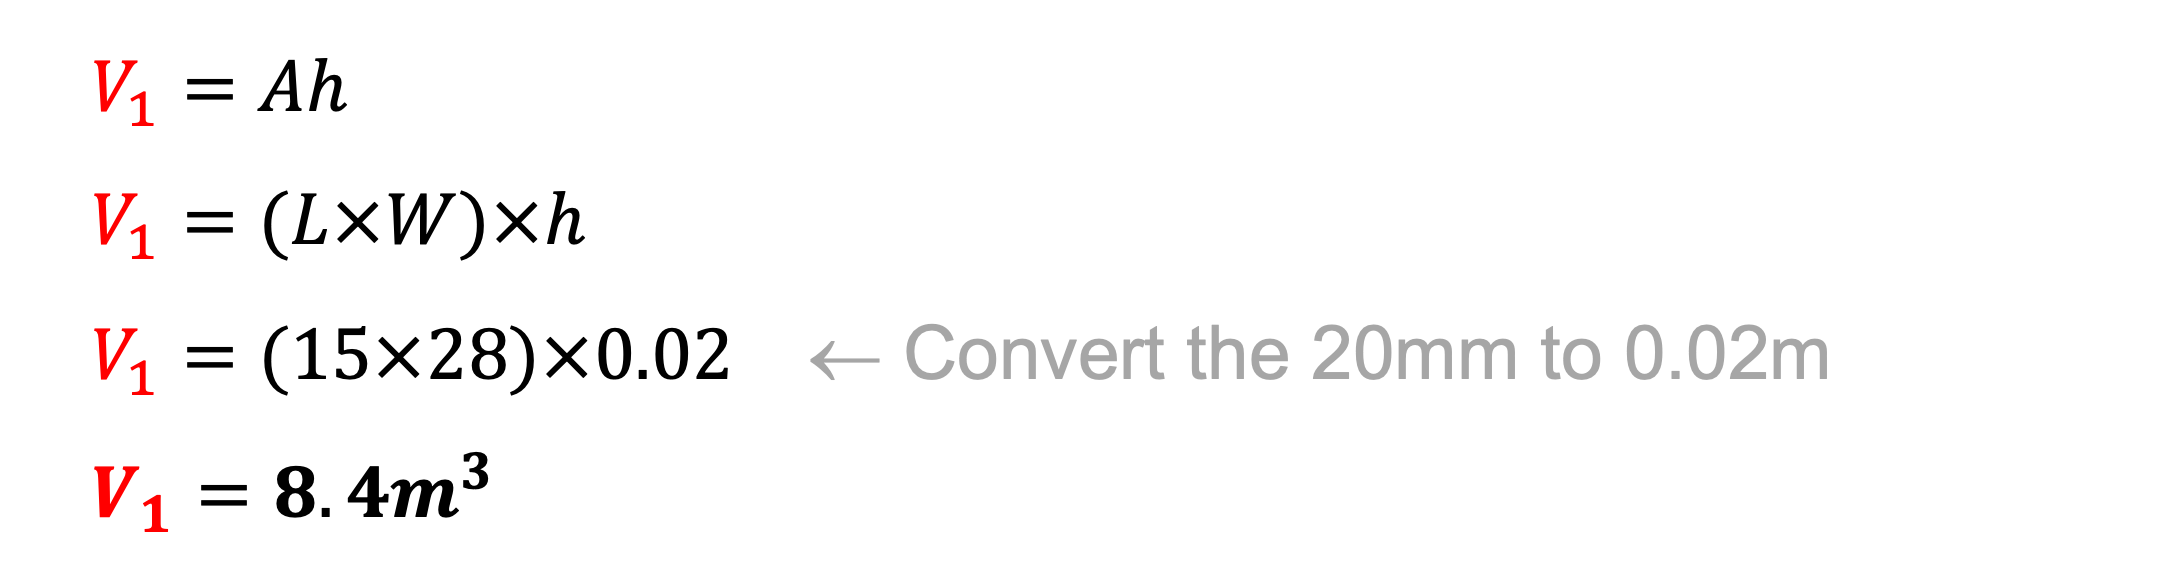 V₁ = Ah
V₁ = (L×W)×h
V₁ = (15×28)×0.02 ← Convert the 20mm to 0.02m
V₁ = 8.4m³